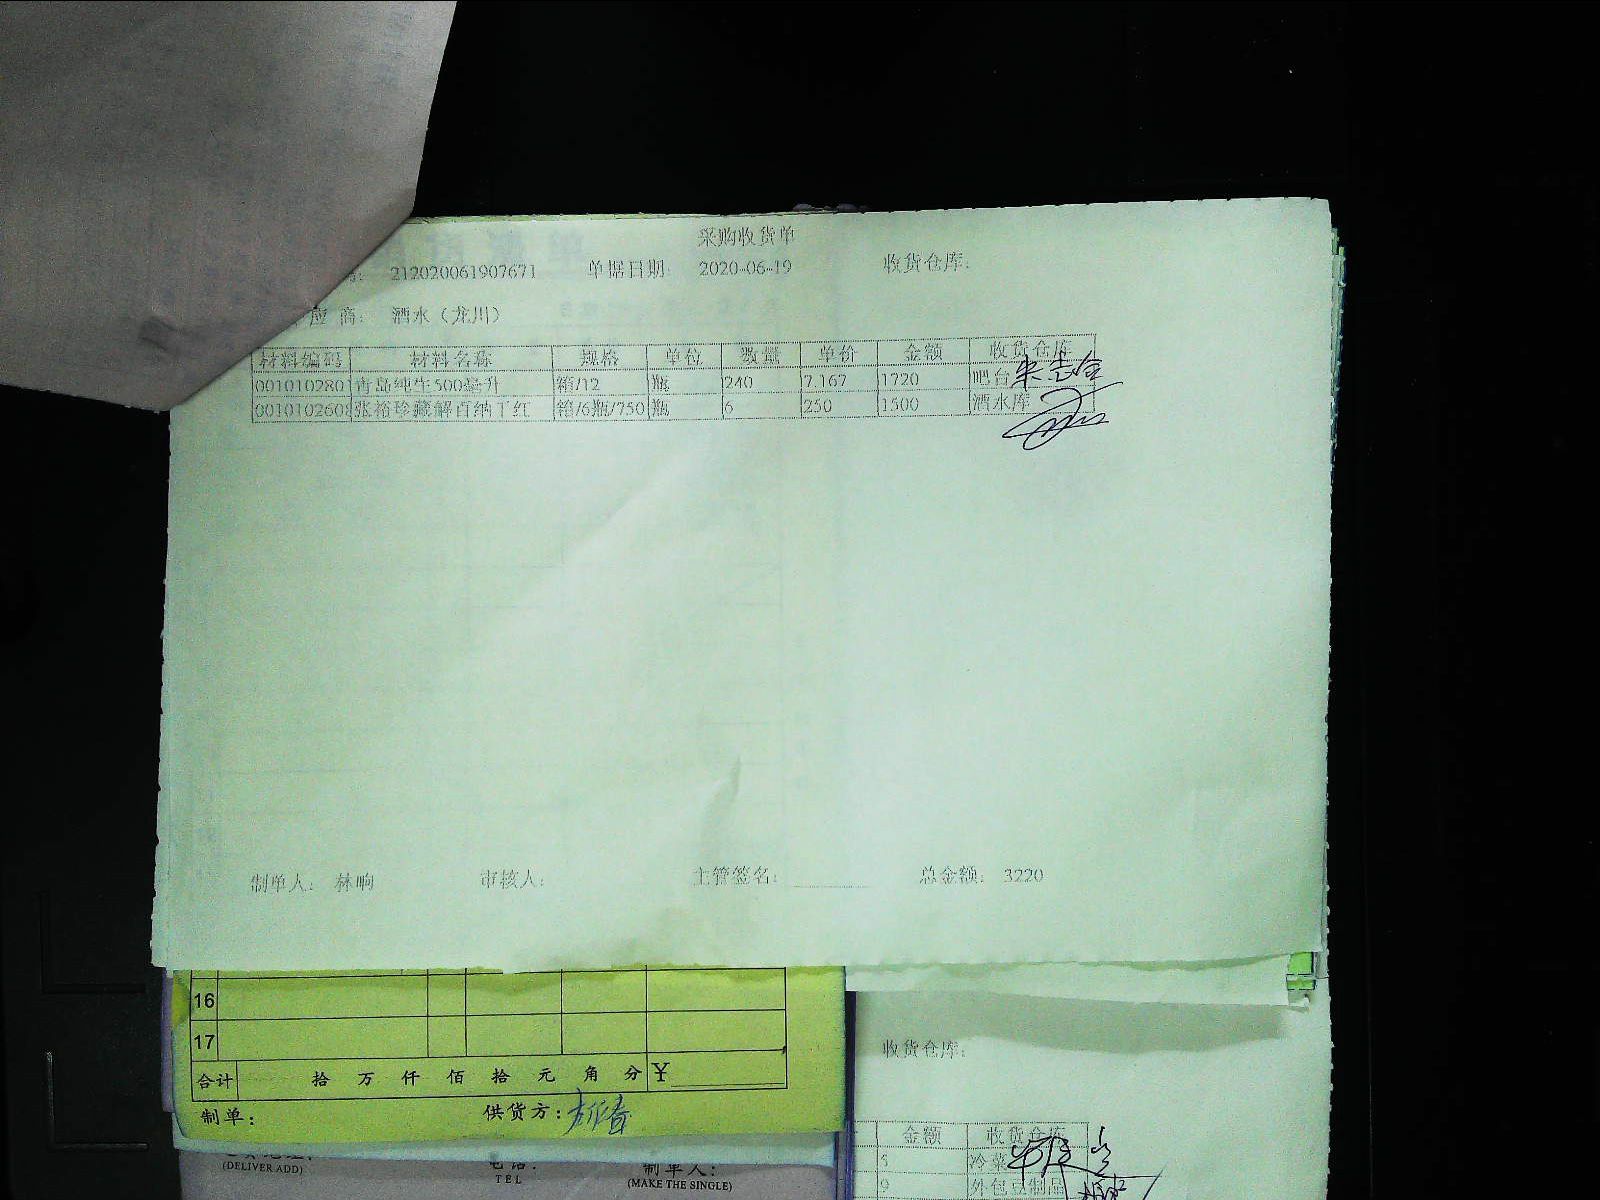 采购收货单
212020061907671 单据日期: 2020-06-19 收货仓库:
应 商: 酒水（龙川）
材料编码 材料名称 规格 单位 数量 单价 金额 收货仓库
001010280 青岛纯生500毫升 箱/12 瓶 240 7.167 1720 吧台
001010260 张裕珍藏解百纳干红 箱/6瓶/750 瓶 6 250 1500 酒水库
制单人: 林响 审核人: 主管签名: 总金额: 3220
16
17
合计 拾 万 仟 佰 拾 元 角 分 ¥
制单: 供货方:
收货仓库:
金额 收货仓库
5 冷菜
9 外包豆制品
(DELIVER ADD) 电话: 制单人:
TEL (MAKE THE SINGLE)